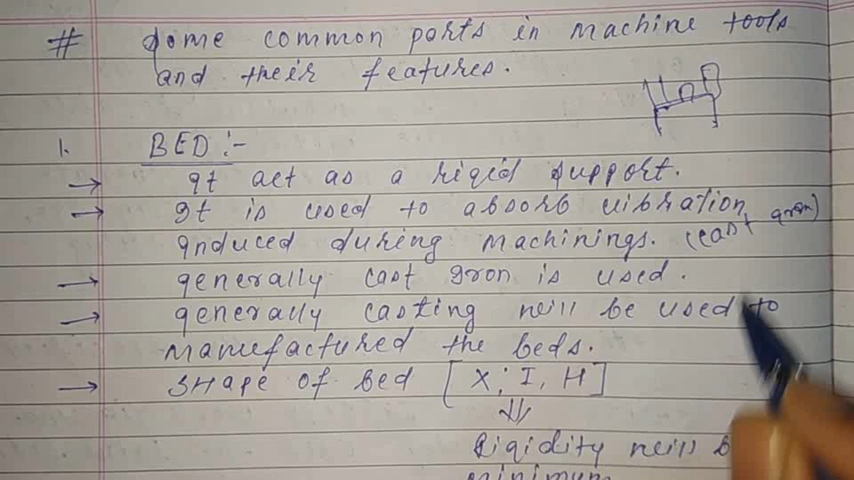 # Some common parts in machine tools
and their features.
1. BED :-
→ It act as a rigid support.
→ It is used to absorb vibration
induced during machinings. (cast iron)
→ generally cast iron is used.
→ generally casting will be used to
manufactured the beds.
→ Shape of bed [X, I, H]
⇓
Rigidity will b
minimum